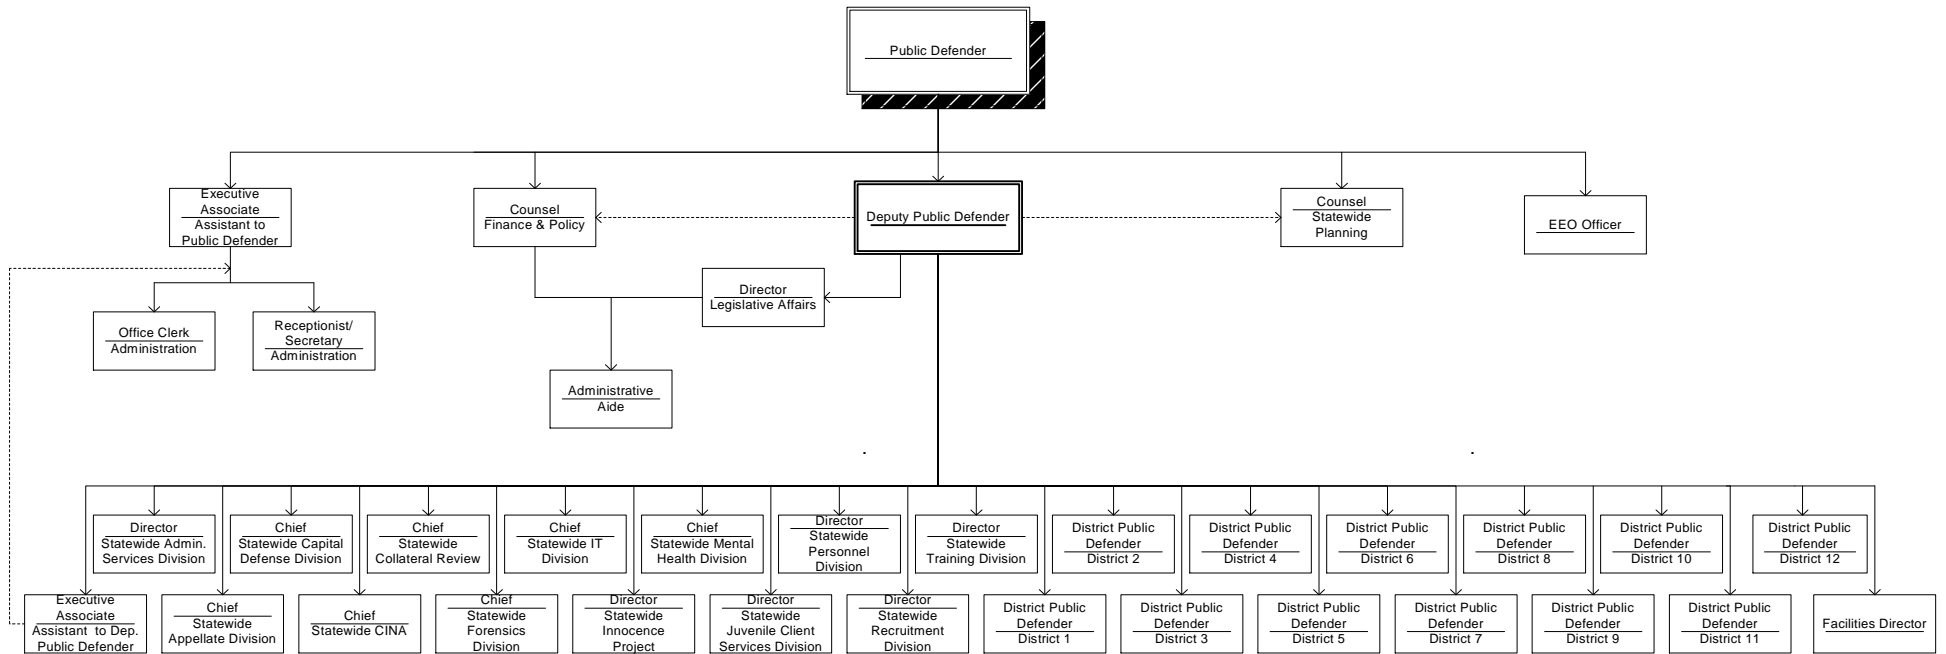 Public Defender
Executive
Associate
Assistant to
Public Defender
Counsel
Finance & Policy
Deputy Public Defender
Counsel
Statewide
Planning
EEO Officer
Director
Legislative Affairs
Office Clerk
Administration
Receptionist/
Secretary
Administration
Administrative
Aide
Director
Statewide Admin.
Services Division
Chief
Statewide Capital
Defense Division
Chief
Statewide
Collateral Review
Chief
Statewide IT
Division
Chief
Statewide Mental
Health Division
Director
Statewide
Personnel
Division
Director
Statewide
Training Division
District Public
Defender
District 2
District Public
Defender
District 4
District Public
Defender
District 6
District Public
Defender
District 8
District Public
Defender
District 10
District Public
Defender
District 12
Executive
Associate
Assistant to Dep.
Public Defender
Chief
Statewide
Appellate Division
Chief
Statewide CINA
Chief
Statewide
Forensics
Division
Director
Statewide
Innocence
Project
Director
Statewide
Juvenile Client
Services Division
Director
Statewide
Recruitment
Division
District Public
Defender
District 1
District Public
Defender
District 3
District Public
Defender
District 5
District Public
Defender
District 7
District Public
Defender
District 9
District Public
Defender
District 11
Facilities Director